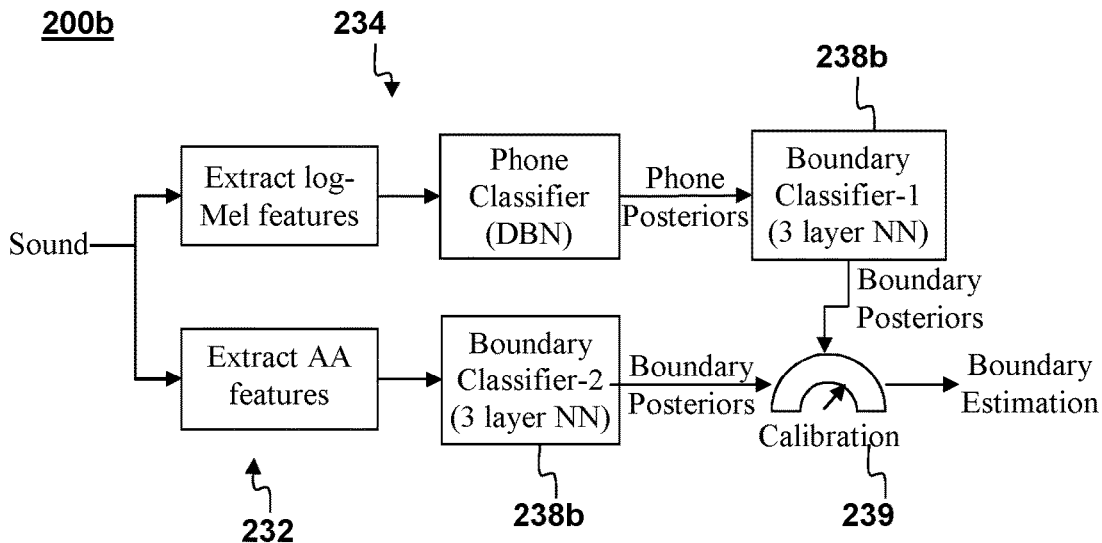 200b
234
238b
Extract log-
Mel features
Phone
Classifier
(DBN)
Phone
Posteriors
Boundary
Classifier-1
(3 layer NN)
Sound
Boundary
Posteriors
Extract AA
features
Boundary
Classifier-2
(3 layer NN)
Boundary
Posteriors
Calibration
Boundary
Estimation
232
238b
239